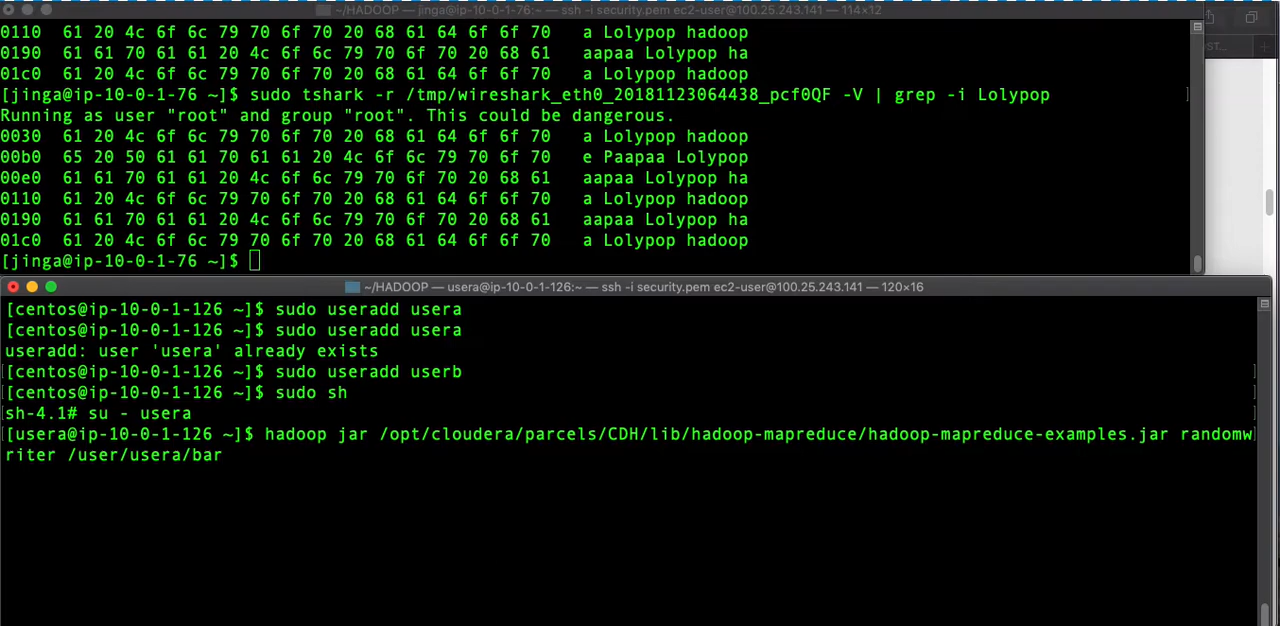 ~/HADOOP — jinga@ip-10-0-1-76:~ — ssh -i security.pem ec2-user@100.25.243.141 — 114×12
0110  61 20 4c 6f 6c 79 70 6f 70 20 68 61 64 6f 6f 70   a Lolypop hadoop
0190  61 61 70 61 61 20 4c 6f 6c 79 70 6f 70 20 68 61   aapaa Lolypop ha
01c0  61 20 4c 6f 6c 79 70 6f 70 20 68 61 64 6f 6f 70   a Lolypop hadoop
[jinga@ip-10-0-1-76 ~]$ sudo tshark -r /tmp/wireshark_eth0_20181123064438_pcf0QF -V | grep -i Lolypop
Running as user "root" and group "root". This could be dangerous.
0030  61 20 4c 6f 6c 79 70 6f 70 20 68 61 64 6f 6f 70   a Lolypop hadoop
00b0  65 20 50 61 61 70 61 61 20 4c 6f 6c 79 70 6f 70   e Paapaa Lolypop
00e0  61 61 70 61 61 20 4c 6f 6c 79 70 6f 70 20 68 61   aapaa Lolypop ha
0110  61 20 4c 6f 6c 79 70 6f 70 20 68 61 64 6f 6f 70   a Lolypop hadoop
0190  61 61 70 61 61 20 4c 6f 6c 79 70 6f 70 20 68 61   aapaa Lolypop ha
01c0  61 20 4c 6f 6c 79 70 6f 70 20 68 61 64 6f 6f 70   a Lolypop hadoop
[jinga@ip-10-0-1-76 ~]$
~/HADOOP — usera@ip-10-0-1-126:~ — ssh -i security.pem ec2-user@100.25.243.141 — 120×16
[centos@ip-10-0-1-126 ~]$ sudo useradd usera
[centos@ip-10-0-1-126 ~]$ sudo useradd usera
useradd: user 'usera' already exists
[centos@ip-10-0-1-126 ~]$ sudo useradd userb
[centos@ip-10-0-1-126 ~]$ sudo sh
sh-4.1# su - usera
[usera@ip-10-0-1-126 ~]$ hadoop jar /opt/cloudera/parcels/CDH/lib/hadoop-mapreduce/hadoop-mapreduce-examples.jar randomw
riter /user/usera/bar